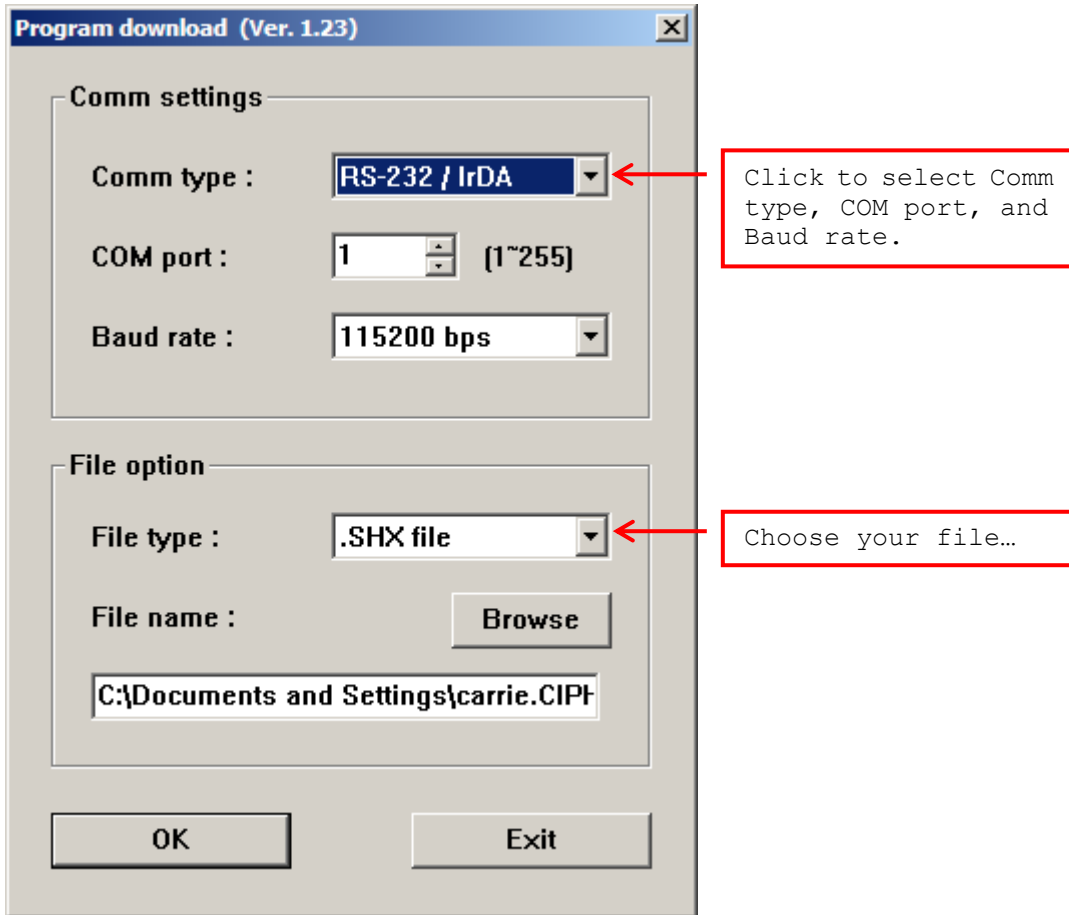 Program download (Ver. 1.23)
Comm settings
Comm type :
RS-232 / IrDA
Click to select Comm
type, COM port, and
Baud rate.
COM port :
1
(1~255)
Baud rate :
115200 bps
File option
File type :
.SHX file
Choose your file…
File name :
Browse
C:\Documents and Settings\carrie.CIPH
OK
Exit